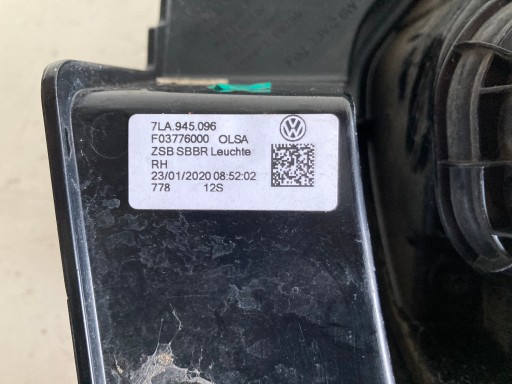 7LA.945.096
F03776000 OLSA
ZSB SBBR Leuchte
RH
23/01/2020 08:52:02
778 12S